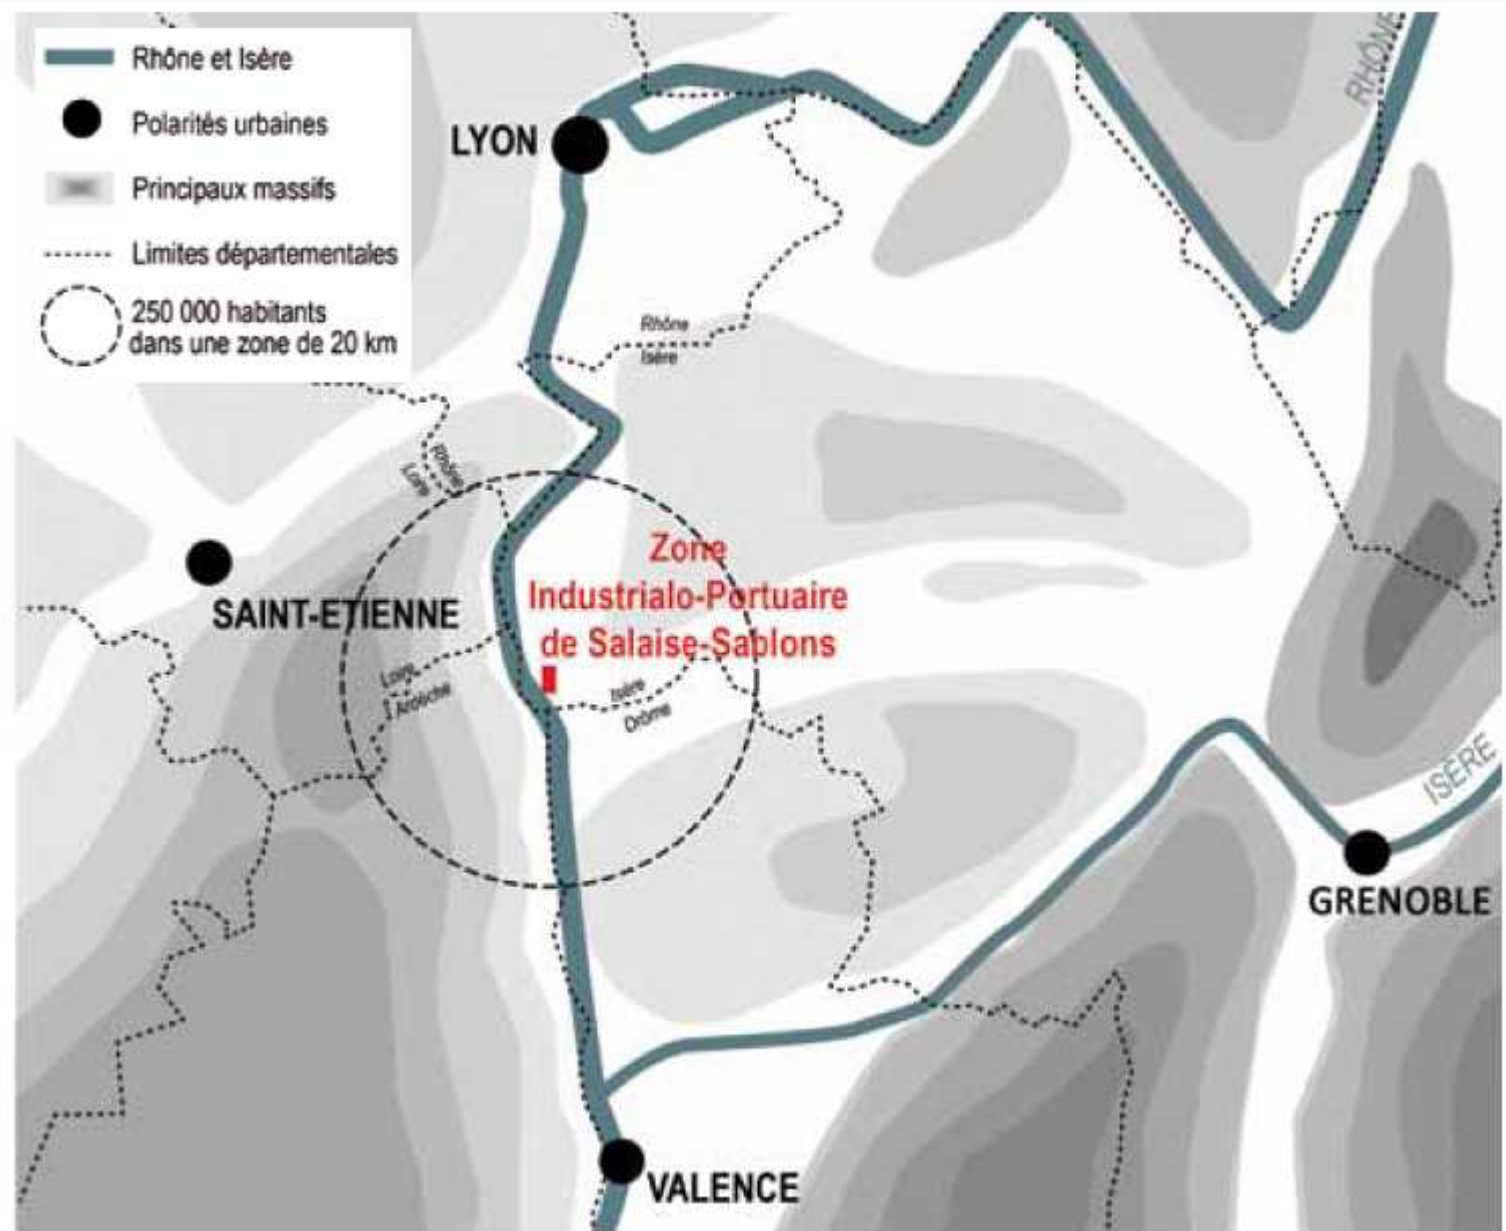 Rhône et Isère
Polarités urbaines
Principaux massifs
Limites départementales
250 000 habitants
dans une zone de 20 km
RHÔNE
LYON
Rhône
Isère
Rhône
Loire
Zone
Industrialo-Portuaire
de Salaise-Sablons
SAINT-ETIENNE
Loire
Ardèche
Isère
Drôme
ISÈRE
GRENOBLE
VALENCE